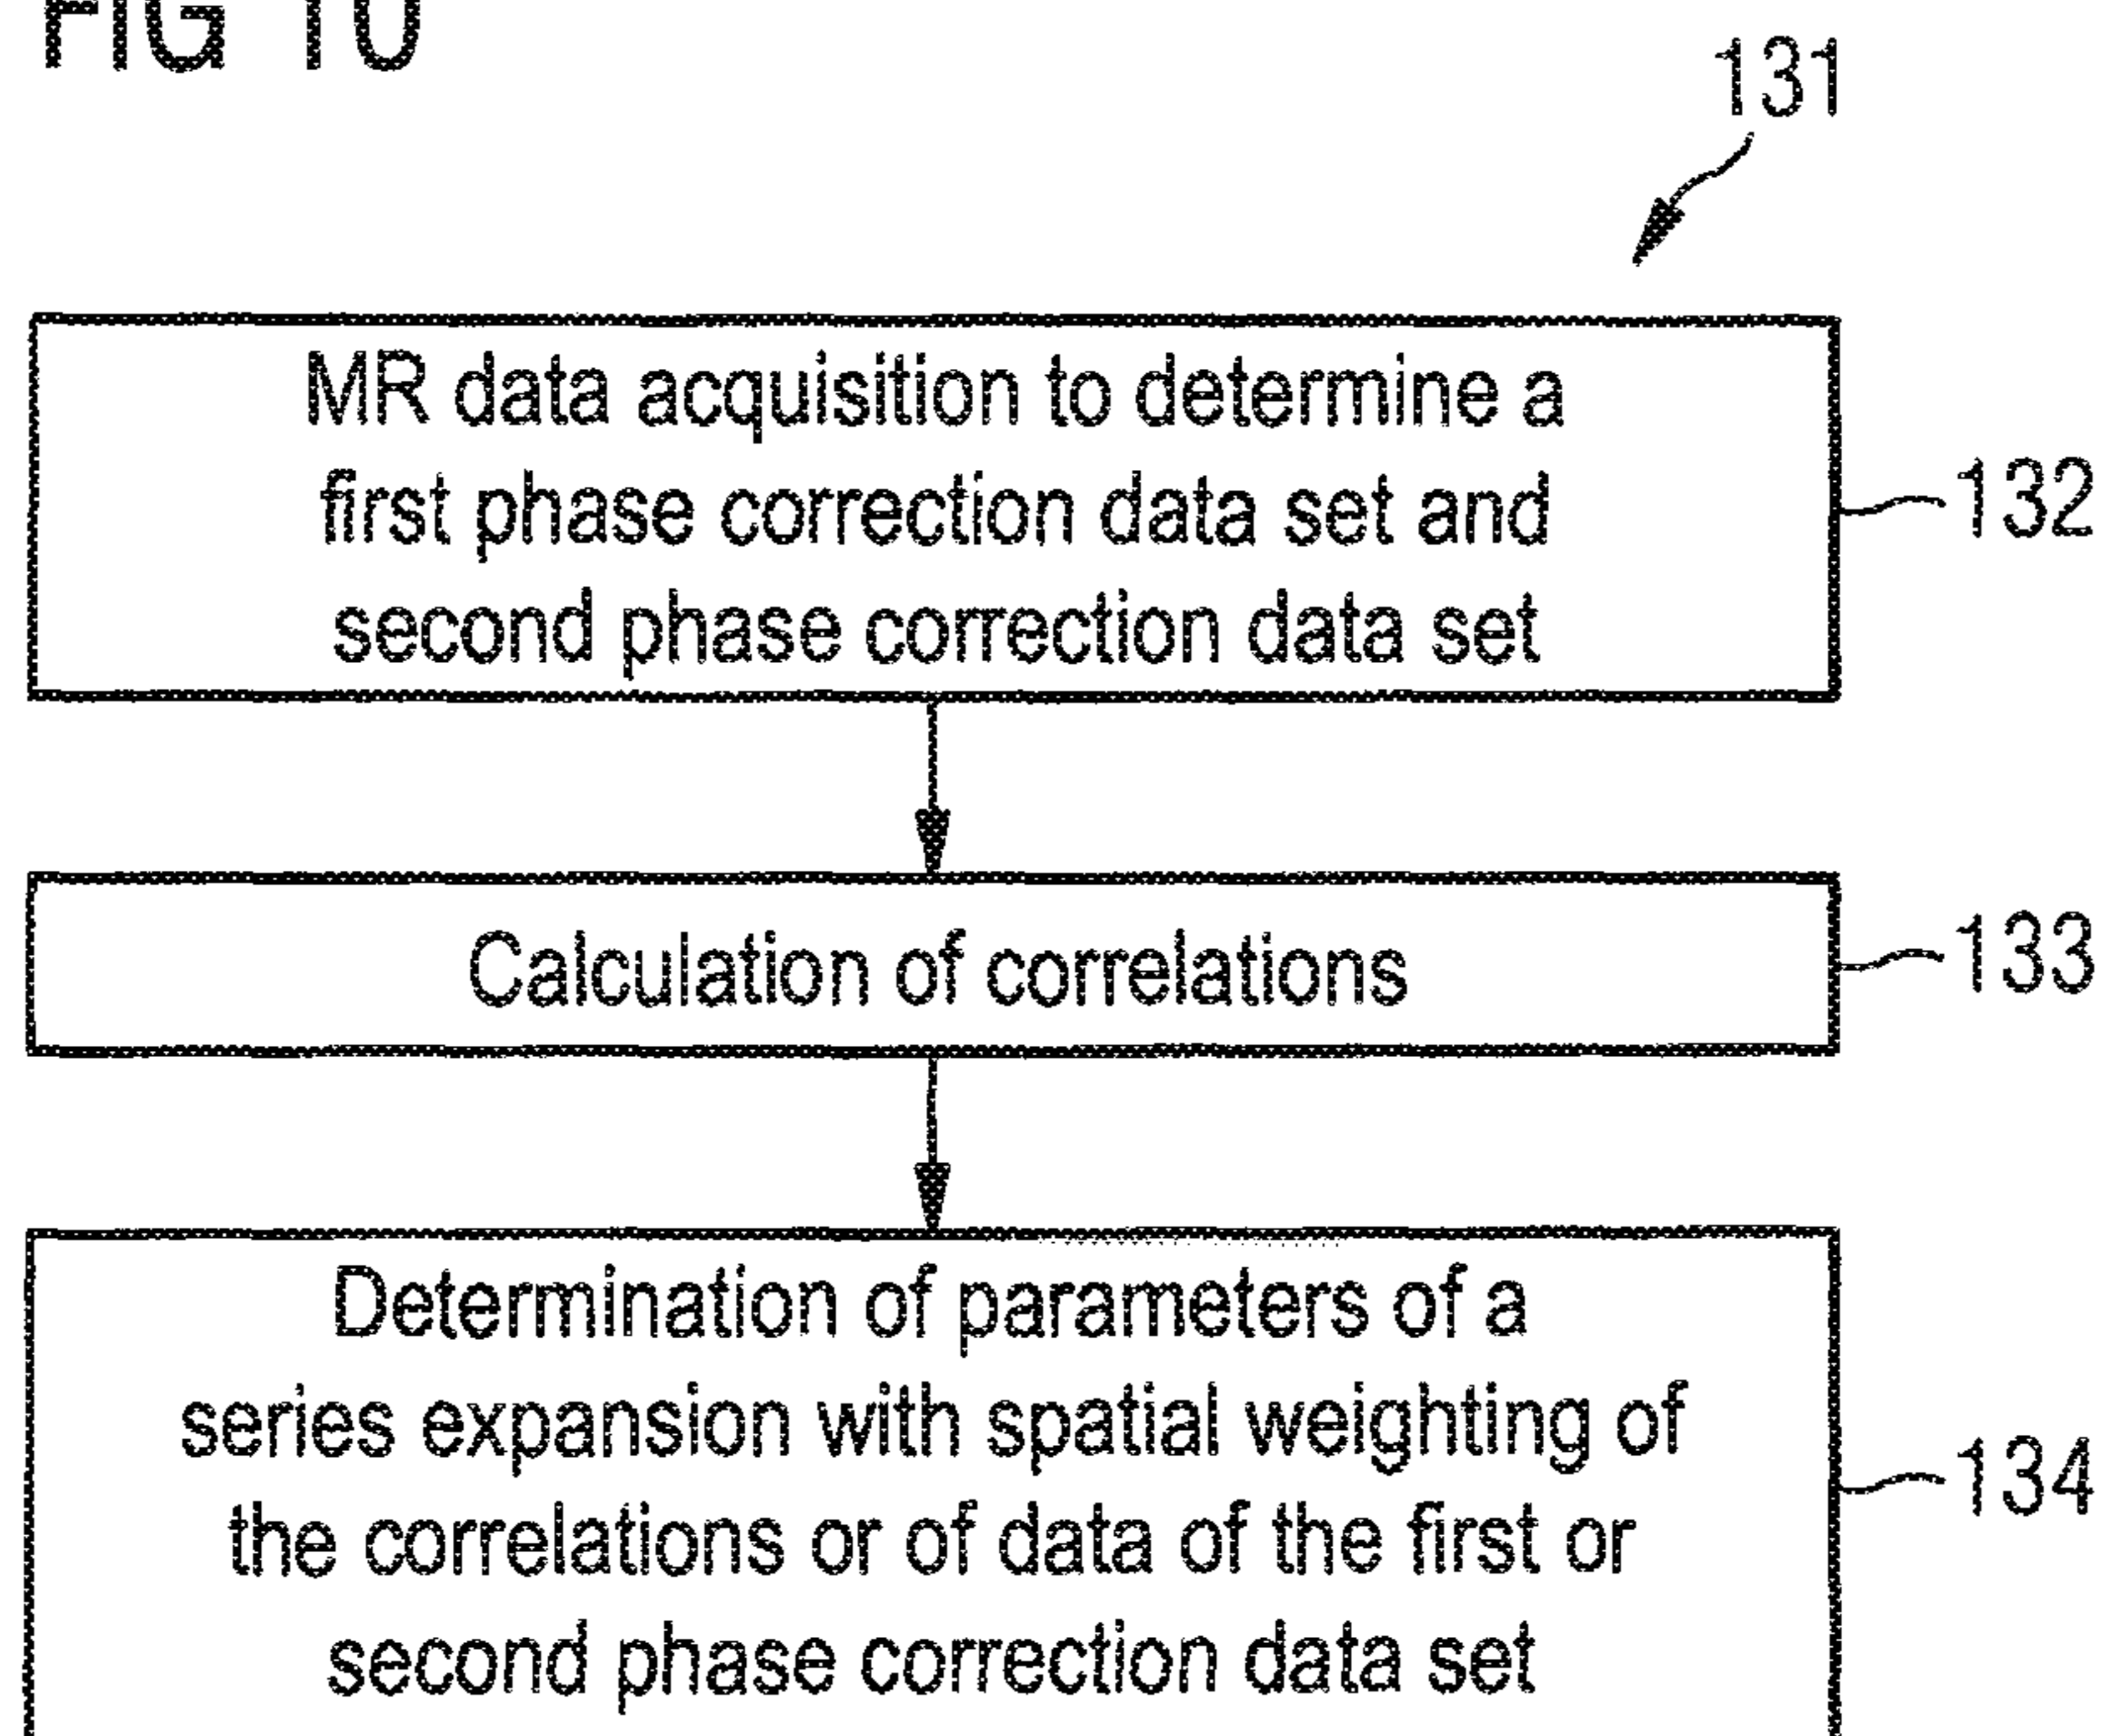 FIG 10
131
MR data acquisition to determine a
first phase correction data set and
second phase correction data set
132
Calculation of correlations
133
Determination of parameters of a
series expansion with spatial weighting of
the correlations or of data of the first or
second phase correction data set
134